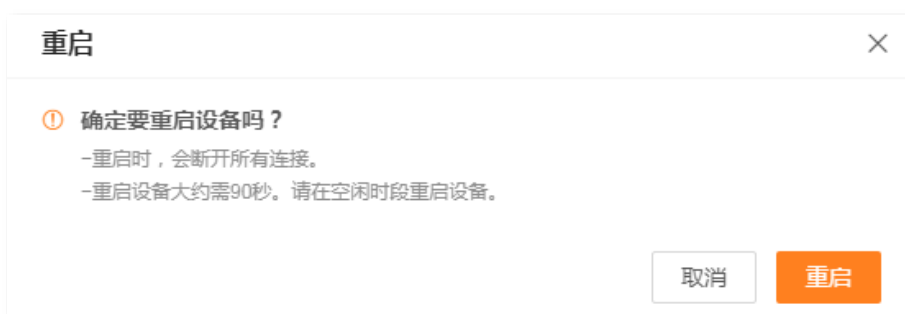 重启
确定要重启设备吗？
-重启时，会断开所有连接。
-重启设备大约需90秒。请在空闲时段重启设备。
取消 重启